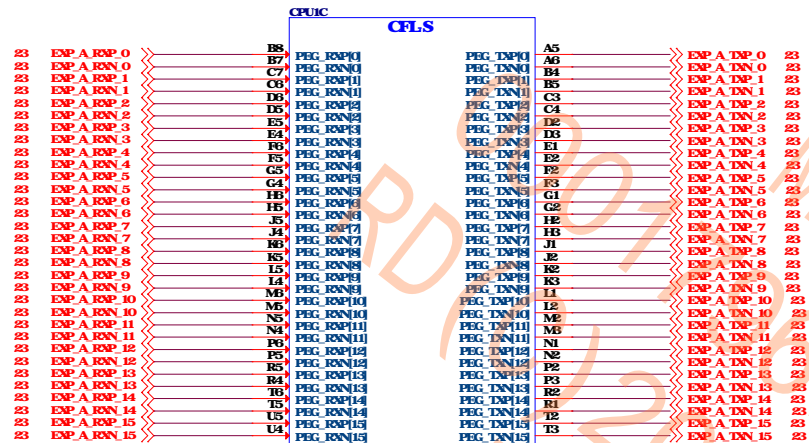 CPU1C
CFL S
23 EXP_A_RXP_0 B8 PEG_RXP[0] PEG_TXP[0] A5 EXP_A_TXP_0 23
23 EXP_A_RXN_0 B7 PEG_RXN[0] PEG_TXN[0] A6 EXP_A_TXN_0 23
23 EXP_A_RXP_1 C7 PEG_RXP[1] PEG_TXP[1] B4 EXP_A_TXP_1 23
23 EXP_A_RXN_1 C6 PEG_RXN[1] PEG_TXN[1] B5 EXP_A_TXN_1 23
23 EXP_A_RXP_2 D6 PEG_RXP[2] PEG_TXP[2] C3 EXP_A_TXP_2 23
23 EXP_A_RXN_2 D5 PEG_RXN[2] PEG_TXN[2] C4 EXP_A_TXN_2 23
23 EXP_A_RXP_3 E5 PEG_RXP[3] PEG_TXP[3] D2 EXP_A_TXP_3 23
23 EXP_A_RXN_3 E4 PEG_RXN[3] PEG_TXN[3] D3 EXP_A_TXN_3 23
23 EXP_A_RXP_4 F6 PEG_RXP[4] PEG_TXP[4] E1 EXP_A_TXP_4 23
23 EXP_A_RXN_4 F5 PEG_RXN[4] PEG_TXN[4] E2 EXP_A_TXN_4 23
23 EXP_A_RXP_5 G5 PEG_RXP[5] PEG_TXP[5] F2 EXP_A_TXP_5 23
23 EXP_A_RXN_5 G4 PEG_RXN[5] PEG_TXN[5] F3 EXP_A_TXN_5 23
23 EXP_A_RXP_6 H6 PEG_RXP[6] PEG_TXP[6] G1 EXP_A_TXP_6 23
23 EXP_A_RXN_6 H5 PEG_RXN[6] PEG_TXN[6] G2 EXP_A_TXN_6 23
23 EXP_A_RXP_7 J5 PEG_RXP[7] PEG_TXP[7] H2 EXP_A_TXP_7 23
23 EXP_A_RXN_7 J4 PEG_RXN[7] PEG_TXN[7] H3 EXP_A_TXN_7 23
23 EXP_A_RXP_8 K6 PEG_RXP[8] PEG_TXP[8] J1 EXP_A_TXP_8 23
23 EXP_A_RXN_8 K5 PEG_RXN[8] PEG_TXN[8] J2 EXP_A_TXN_8 23
23 EXP_A_RXP_9 L5 PEG_RXP[9] PEG_TXP[9] K2 EXP_A_TXP_9 23
23 EXP_A_RXN_9 L4 PEG_RXN[9] PEG_TXN[9] K3 EXP_A_TXN_9 23
23 EXP_A_RXP_10 M6 PEG_RXP[10] PEG_TXP[10] L1 EXP_A_TXP_10 23
23 EXP_A_RXN_10 M5 PEG_RXN[10] PEG_TXN[10] L2 EXP_A_TXN_10 23
23 EXP_A_RXP_11 N5 PEG_RXP[11] PEG_TXP[11] M2 EXP_A_TXP_11 23
23 EXP_A_RXN_11 N4 PEG_RXN[11] PEG_TXN[11] M3 EXP_A_TXN_11 23
23 EXP_A_RXP_12 P6 PEG_RXP[12] PEG_TXP[12] N1 EXP_A_TXP_12 23
23 EXP_A_RXN_12 P5 PEG_RXN[12] PEG_TXN[12] N2 EXP_A_TXN_12 23
23 EXP_A_RXP_13 R5 PEG_RXP[13] PEG_TXP[13] P2 EXP_A_TXP_13 23
23 EXP_A_RXN_13 R4 PEG_RXN[13] PEG_TXN[13] P3 EXP_A_TXN_13 23
23 EXP_A_RXP_14 T6 PEG_RXP[14] PEG_TXP[14] R2 EXP_A_TXP_14 23
23 EXP_A_RXN_14 T5 PEG_RXN[14] PEG_TXN[14] R1 EXP_A_TXN_14 23
23 EXP_A_RXP_15 U5 PEG_RXP[15] PEG_TXP[15] T2 EXP_A_TXP_15 23
23 EXP_A_RXN_15 U4 PEG_RXN[15] PEG_TXN[15] T3 EXP_A_TXN_15 23